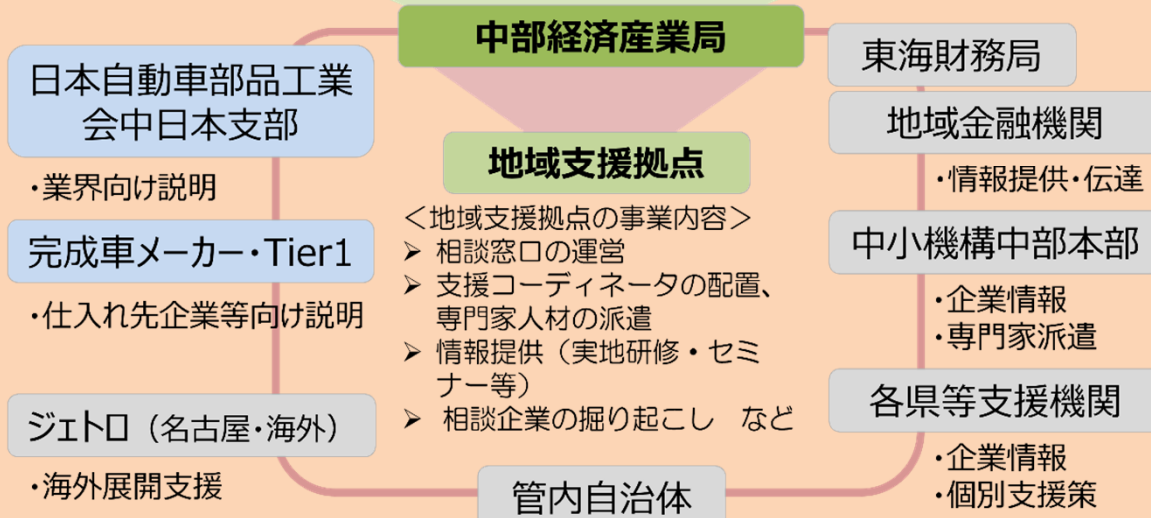 中部経済産業局
日本自動車部品工業
会中日本支部
・業界向け説明
完成車メーカー・Tier1
・仕入れ先企業等向け説明
ジェトロ（名古屋・海外）
・海外展開支援
地域支援拠点
＜地域支援拠点の事業内容＞
➢ 相談窓口の運営
➢ 支援コーディネータの配置、
専門家人材の派遣
➢ 情報提供（実地研修・セミ
ナー等）
➢ 相談企業の掘り起こし　など
管内自治体
東海財務局
地域金融機関
・情報提供・伝達
中小機構中部本部
・企業情報
・専門家派遣
各県等支援機関
・企業情報
・個別支援策